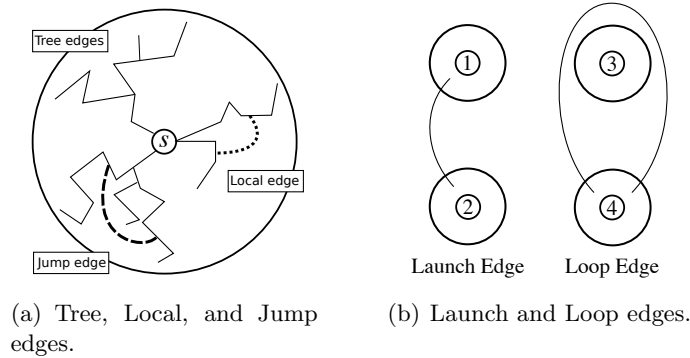 Tree edges
S
Local edge
Jump edge
1
2
Launch Edge
3
4
Loop Edge
(a) Tree, Local, and Jump
edges.
(b) Launch and Loop edges.